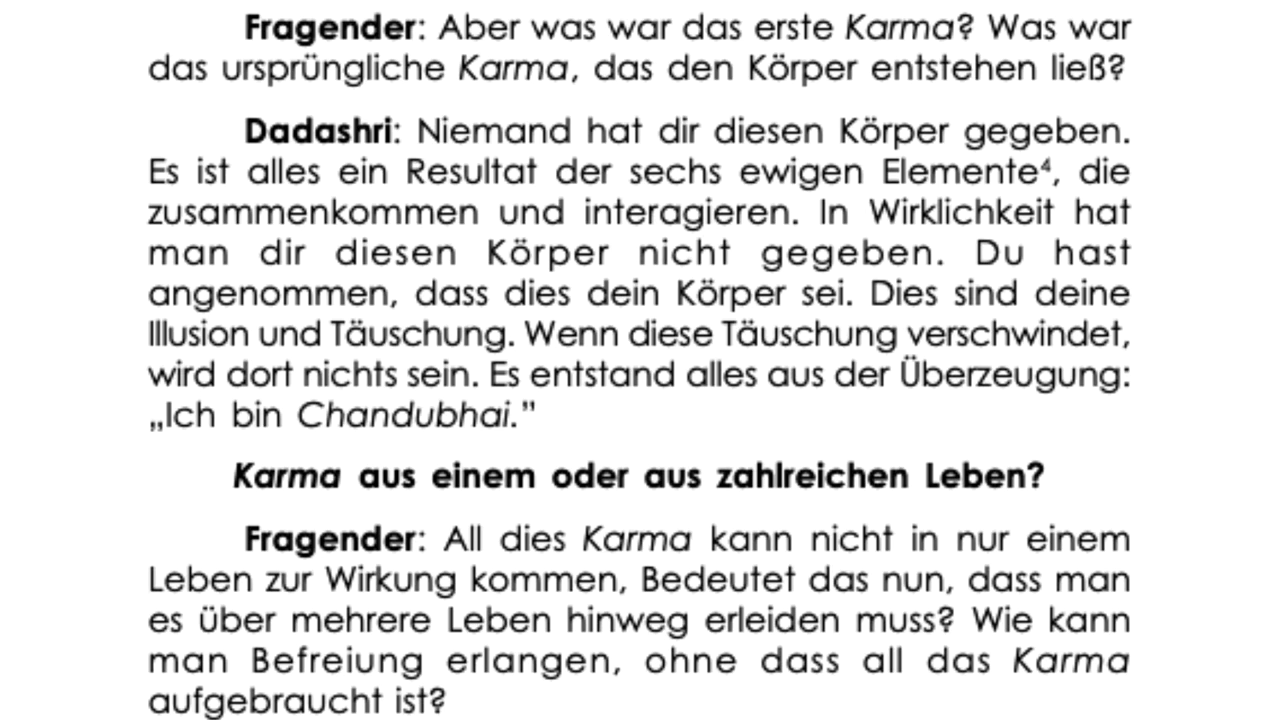 Fragender: Aber was war das erste Karma? Was war
das ursprüngliche Karma, das den Körper entstehen ließ?
Dadashri: Niemand hat dir diesen Körper gegeben.
Es ist alles ein Resultat der sechs ewigen Elemente⁴, die
zusammenkommen und interagieren. In Wirklichkeit hat
man dir diesen Körper nicht gegeben. Du hast
angenommen, dass dies dein Körper sei. Dies sind deine
Illusion und Täuschung. Wenn diese Täuschung verschwindet,
wird dort nichts sein. Es entstand alles aus der Überzeugung:
„Ich bin Chandubhai.”
Karma aus einem oder aus zahlreichen Leben?
Fragender: All dies Karma kann nicht in nur einem
Leben zur Wirkung kommen, Bedeutet das nun, dass man
es über mehrere Leben hinweg erleiden muss? Wie kann
man Befreiung erlangen, ohne dass all das Karma
aufgebraucht ist?